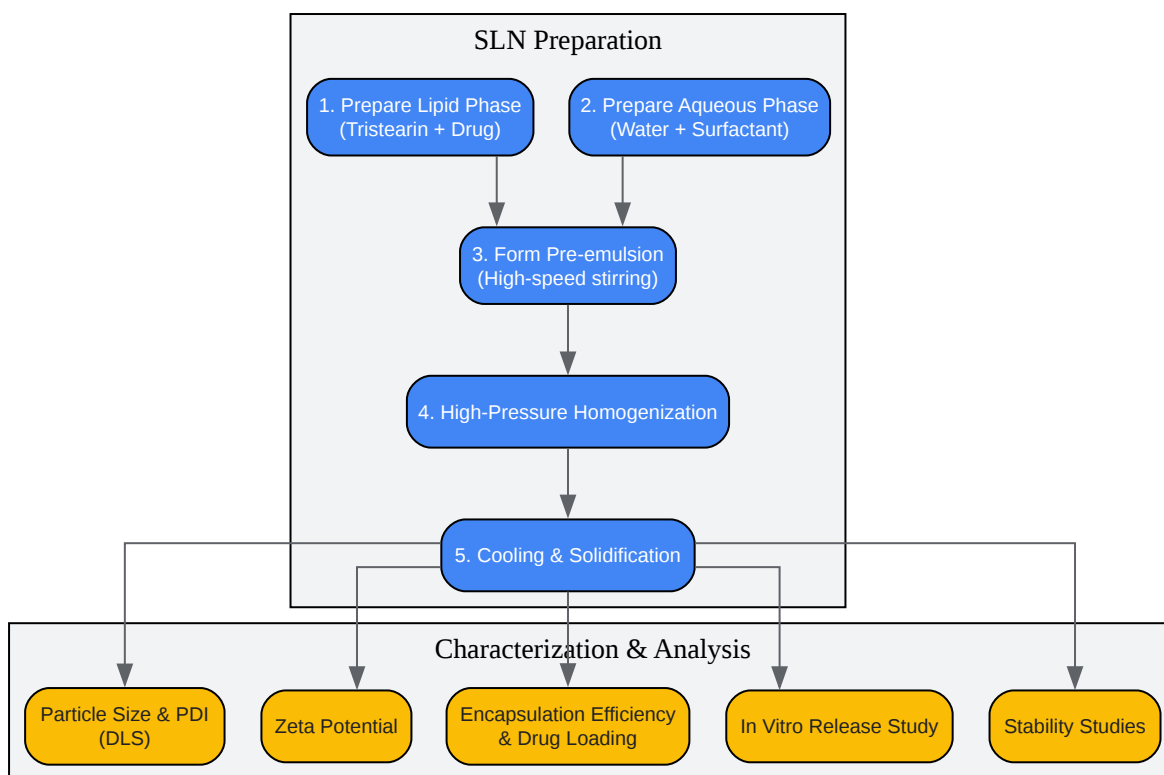 SLN Preparation
1. Prepare Lipid Phase
(Tristearin + Drug)
2. Prepare Aqueous Phase
(Water + Surfactant)
3. Form Pre-emulsion
(High-speed stirring)
4. High-Pressure Homogenization
5. Cooling & Solidification
Characterization & Analysis
Particle Size & PDI
(DLS)
Zeta Potential
Encapsulation Efficiency
& Drug Loading
In Vitro Release Study
Stability Studies